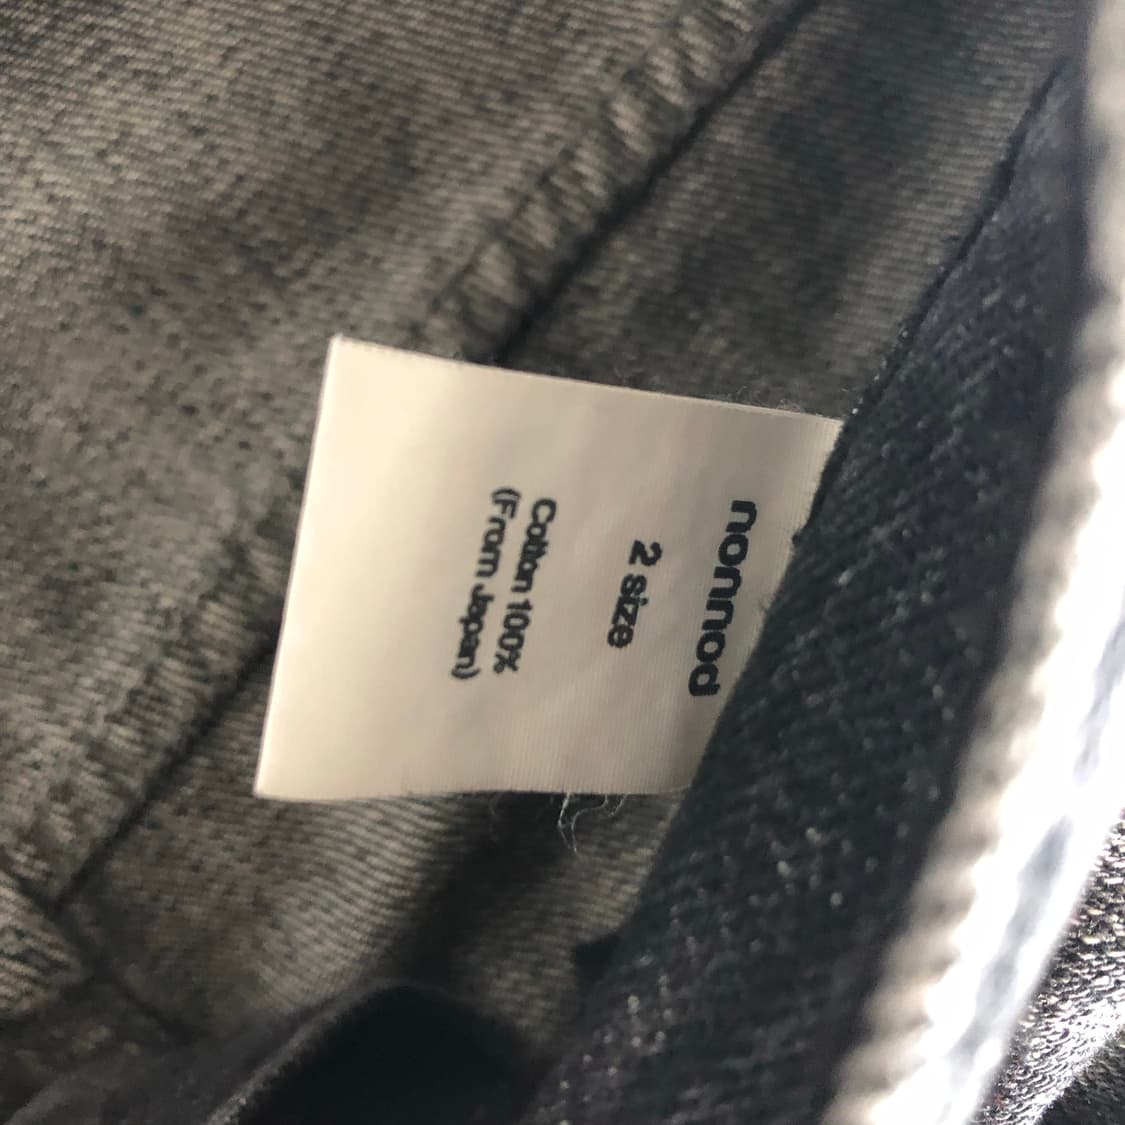 nonnod
2 size
Cotton 100%
(From Japan)